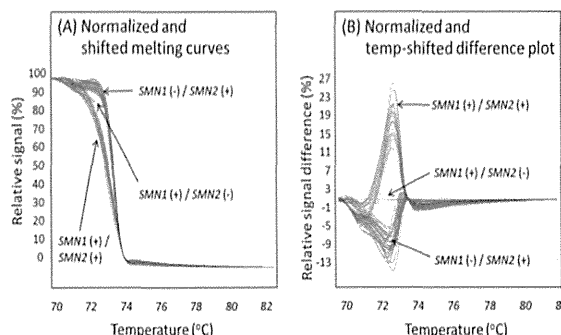 (A) Normalized and
shifted melting curves
Relative signal (%)
100
90
80
70
60
50
40
30
20
10
0
SMN1 (-) / SMN2 (+)
SMN1 (+) / SMN2 (-)
SMN1 (+) /
SMN2 (+)
70 72 74 76 78 80 82
Temperature (°C)
(B) Normalized and
temp-shifted difference plot
Relative signal difference (%)
27
23
19
15
11
7
3
-1
-5
-9
-13
SMN1 (+) / SMN2 (+)
SMN1 (+) / SMN2 (-)
SMN1 (-) / SMN2 (+)
70 72 74 76 78 80 82
Temperature (°C)